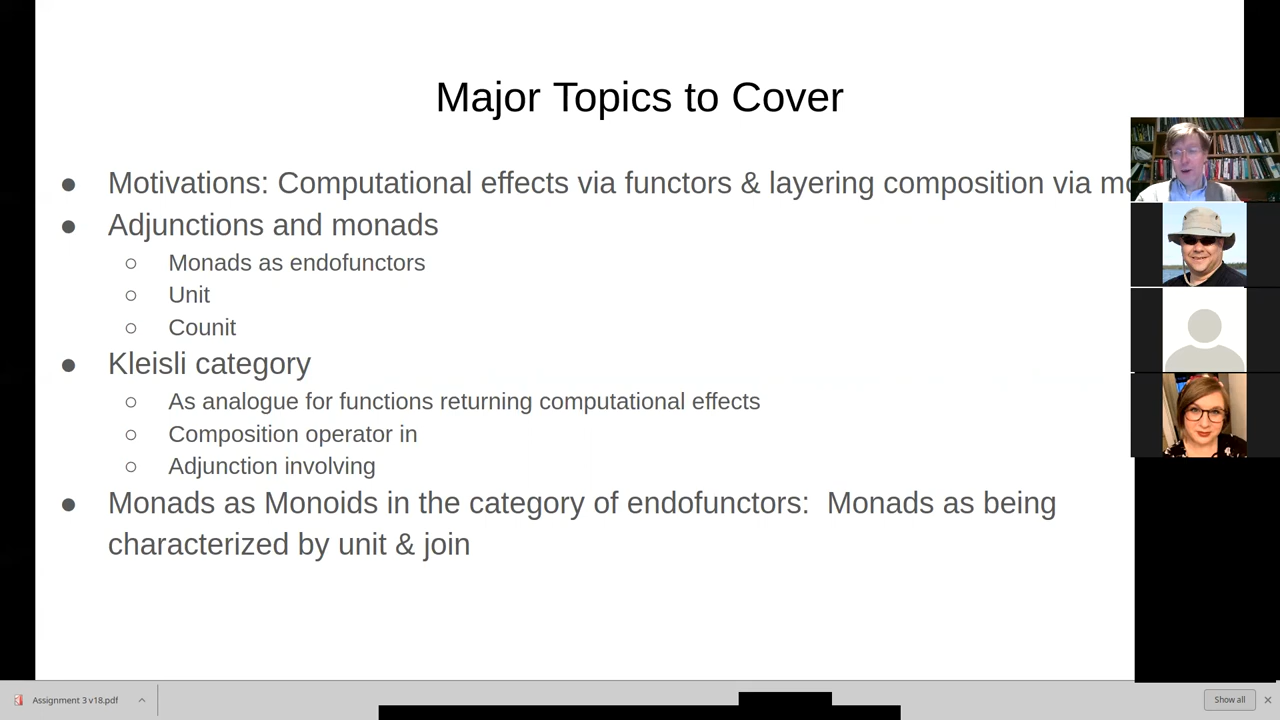 Major Topics to Cover
● Motivations: Computational effects via functors & layering composition via
● Adjunctions and monads
○ Monads as endofunctors
○ Unit
○ Counit
● Kleisli category
○ As analogue for functions returning computational effects
○ Composition operator in
○ Adjunction involving
● Monads as Monoids in the category of endofunctors: Monads as being
characterized by unit & join
Assignment 3 v18.pdf
Show all